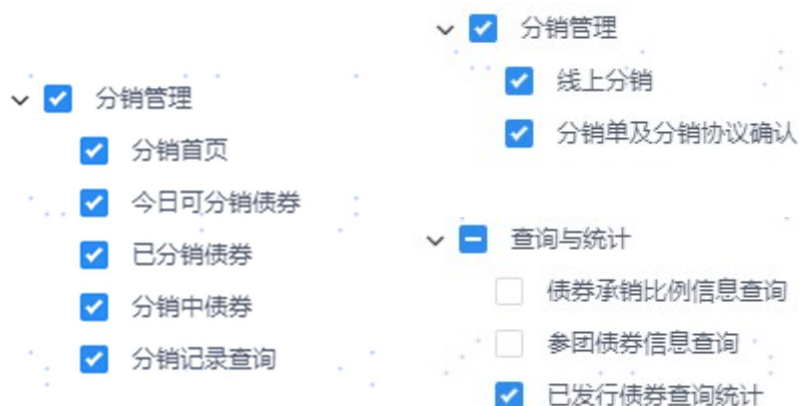 分销管理
分销首页
今日可分销债券
已分销债券
分销中债券
分销记录查询
分销管理
线上分销
分销单及分销协议确认
查询与统计
债券承销比例信息查询
参团债券信息查询
已发行债券查询统计